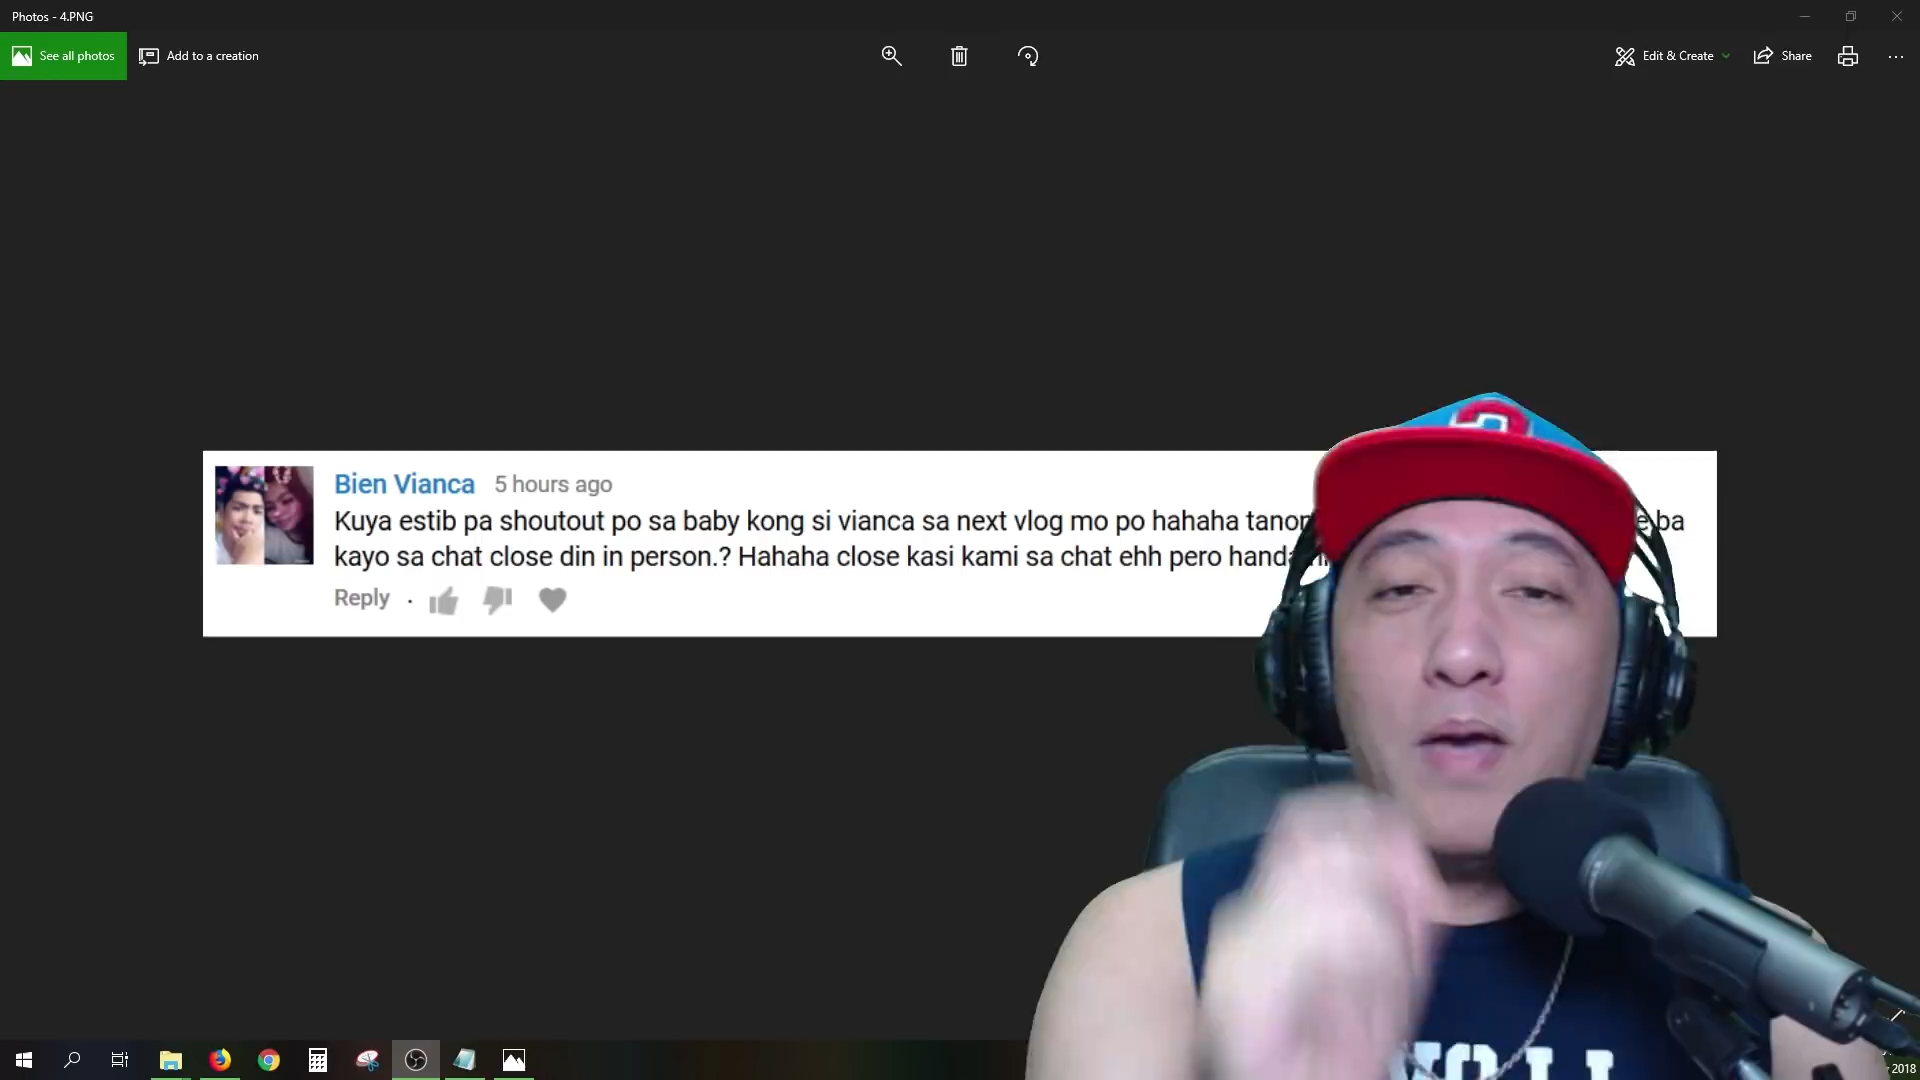 Photos - 4.PNG
See all photos
Add to a creation
Edit & Create
Share
Bien Vianca 5 hours ago
Kuya estib pa shoutout po sa baby kong si vianca sa next vlog mo po hahaha ba
kayo sa chat close din in person.? Hahaha close kasi kami sa chat ehh pero
Reply
2018